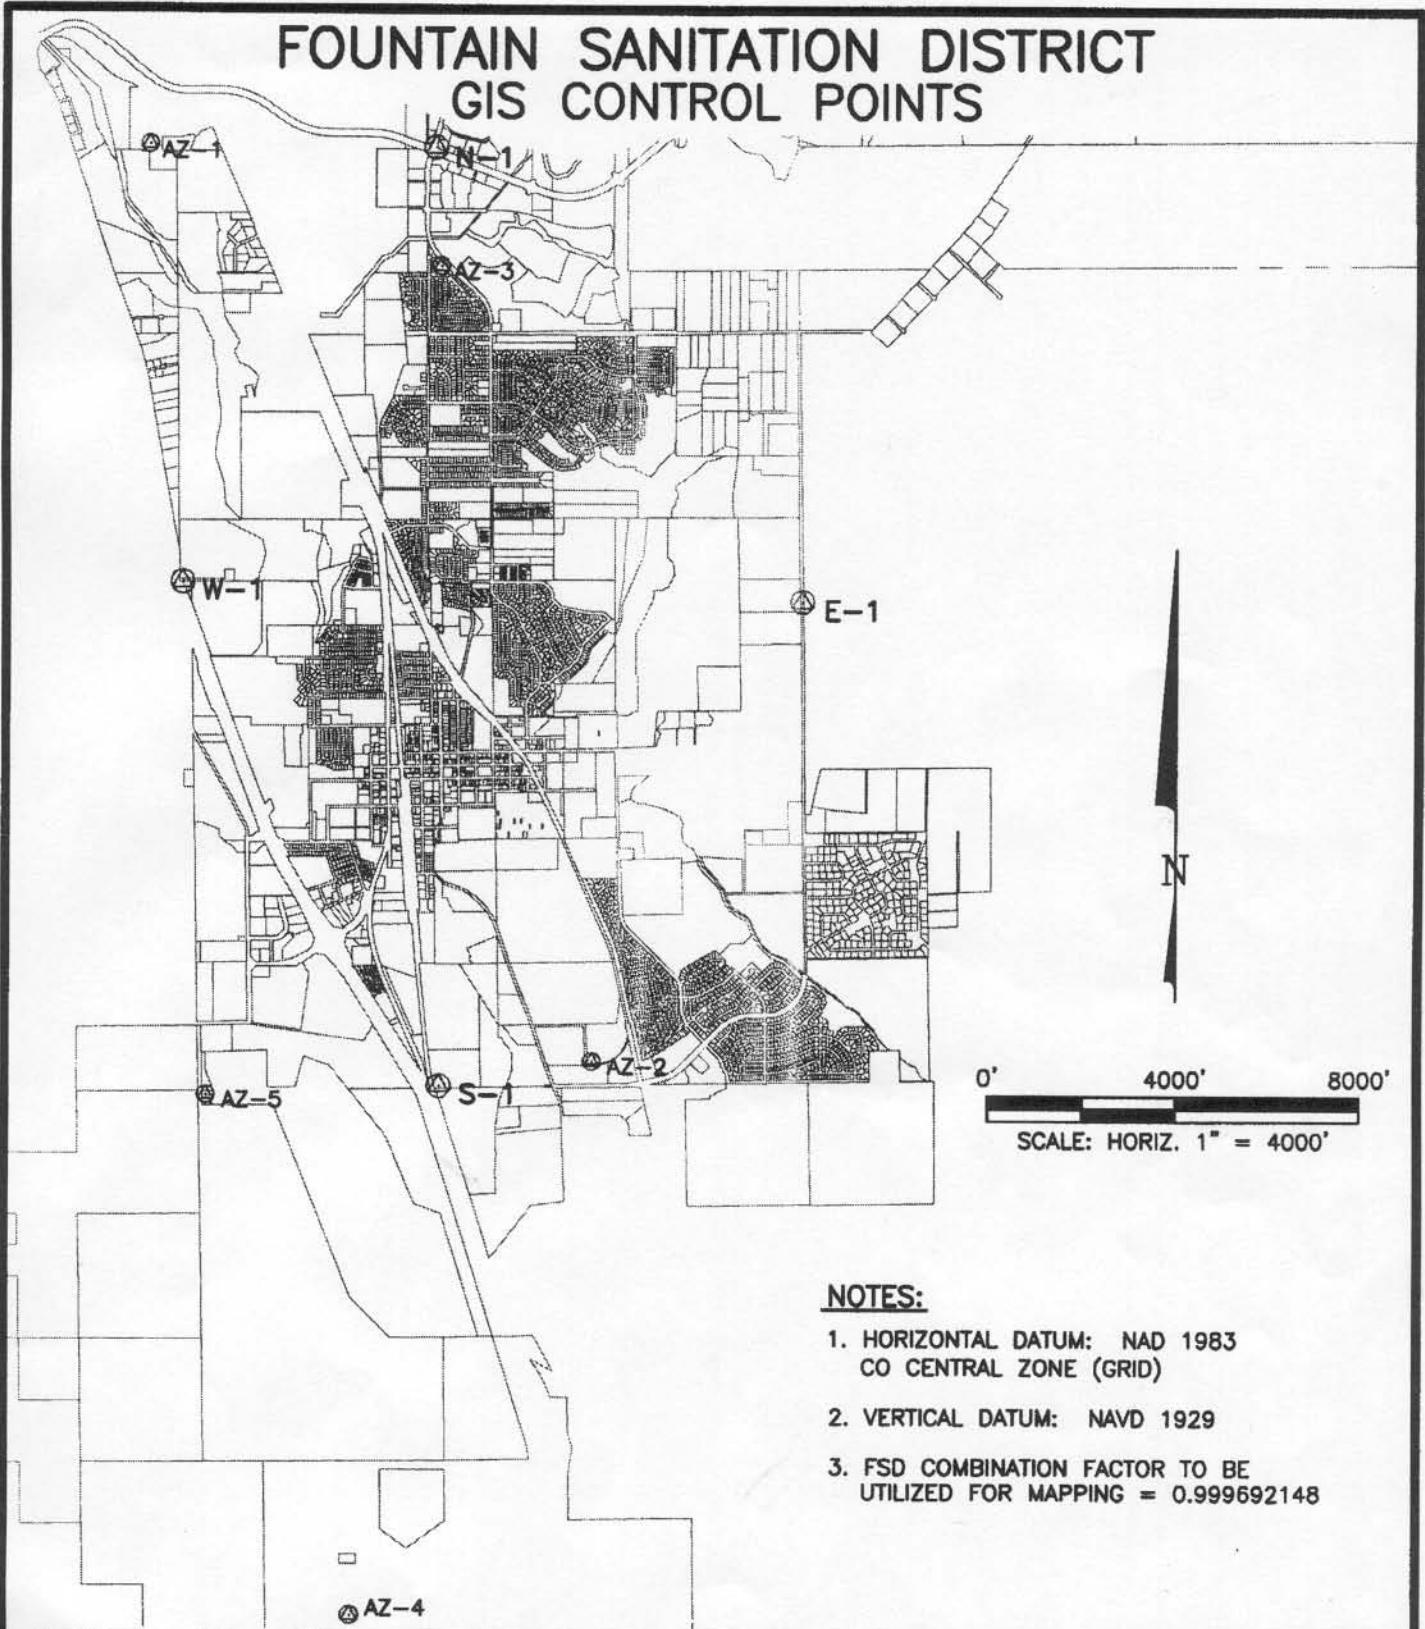 FOUNTAIN SANITATION DISTRICT
GIS CONTROL POINTS
AZ-1
N-1
AZ-3
W-1
E-1
N
AZ-2
S-1
AZ-5
0' 4000' 8000'
SCALE: HORIZ. 1" = 4000'
NOTES:
1. HORIZONTAL DATUM: NAD 1983
CO CENTRAL ZONE (GRID)
2. VERTICAL DATUM: NAVD 1929
3. FSD COMBINATION FACTOR TO BE
UTILIZED FOR MAPPING = 0.999692148
AZ-4